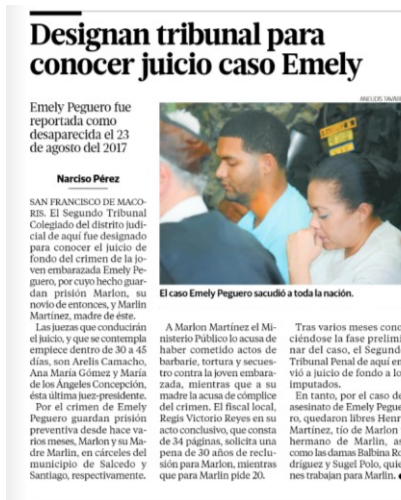 Designan tribunal para
conocer juicio caso Emely
Emely Peguero fue
reportada como
desaparecida el 23
de agosto del 2017
Narciso Pérez
SAN FRANCISCO DE MACO-
RIS. El Segundo Tribunal
Colegiado del distrito judi-
cial de aquí fue designado
para conocer el juicio de
fondo del crimen de la jo-
ven embarazada Emely Pe-
guero, por cuyo hecho guar-
dan prisión Marlon, su
novio de entonces, y Marlin
Martínez, madre de éste.
Las juezas que conducirán
el juicio, y que se contempla
empiece dentro de 30 a 45
días, son Arelis Camacho,
Ana María Gómez y María
de los Ángeles Concepción,
ésta última juez-presidente.
Por el crimen de Emely
Peguero guardan prisión
preventiva desde hace va-
rios meses, Marlon y su Ma-
dre Marlin, en cárceles del
municipio de Salcedo y
Santiago, respectivamente.
El caso Emely Peguero sacudió a toda la nación.
A Marlon Martínez el Mi-
nisterio Público lo acusa de
haber cometido actos de
barbarie, tortura y secues-
tro contra la joven embara-
zada, mientras que a su
madre la acusa de cómplice
del crimen. El fiscal local,
Regis Victorio Reyes en su
acto conclusivo, que consta
de 34 páginas, solicita una
pena de 30 años de reclu-
sión para Marlon, mientras
que para Marlin pide 20.
Tras varios meses cono
ciéndose la fase prelimi
nar del caso, el Segundo
Tribunal Penal de aquí en
vió a juicio de fondo a lo
imputados.
En tanto, por el caso de
asesinato de Emely Pegue
ro, quedaron libres Henr
Martínez, tío de Marlon
hermano de Marlin, as
como las damas Balbina Ro
dríguez y Sugel Polo, quie
nes trabajan para Marlin.